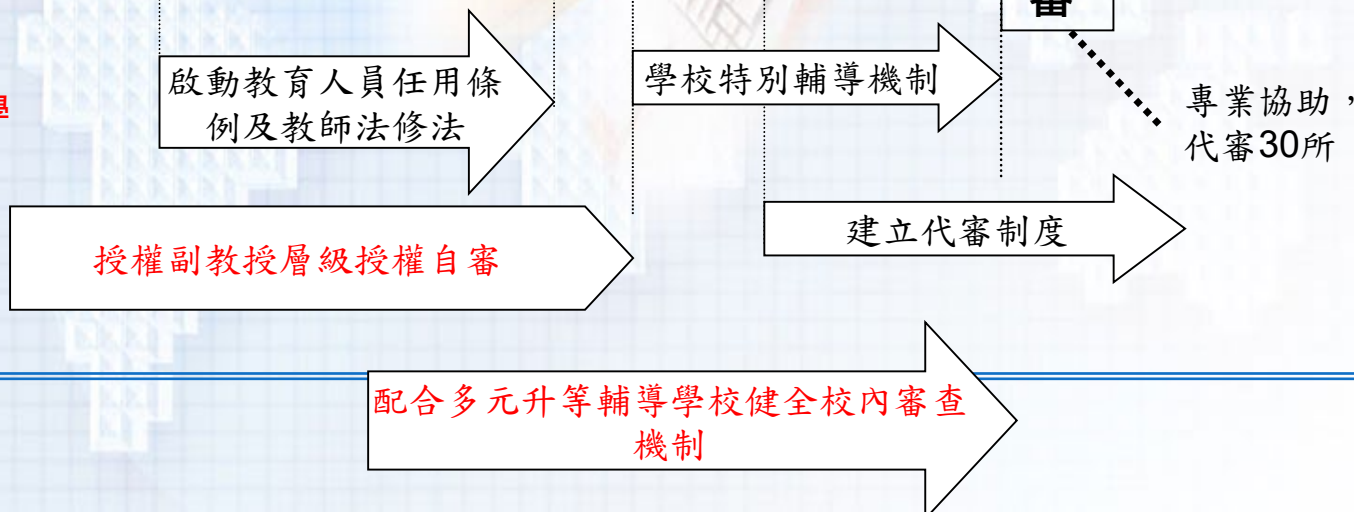 審
啟動教育人員任用條
例及教師法修法
學校特別輔導機制
專業協助，
代審30所
建立代審制度
授權副教授層級授權自審
配合多元升等輔導學校健全校內審查
機制